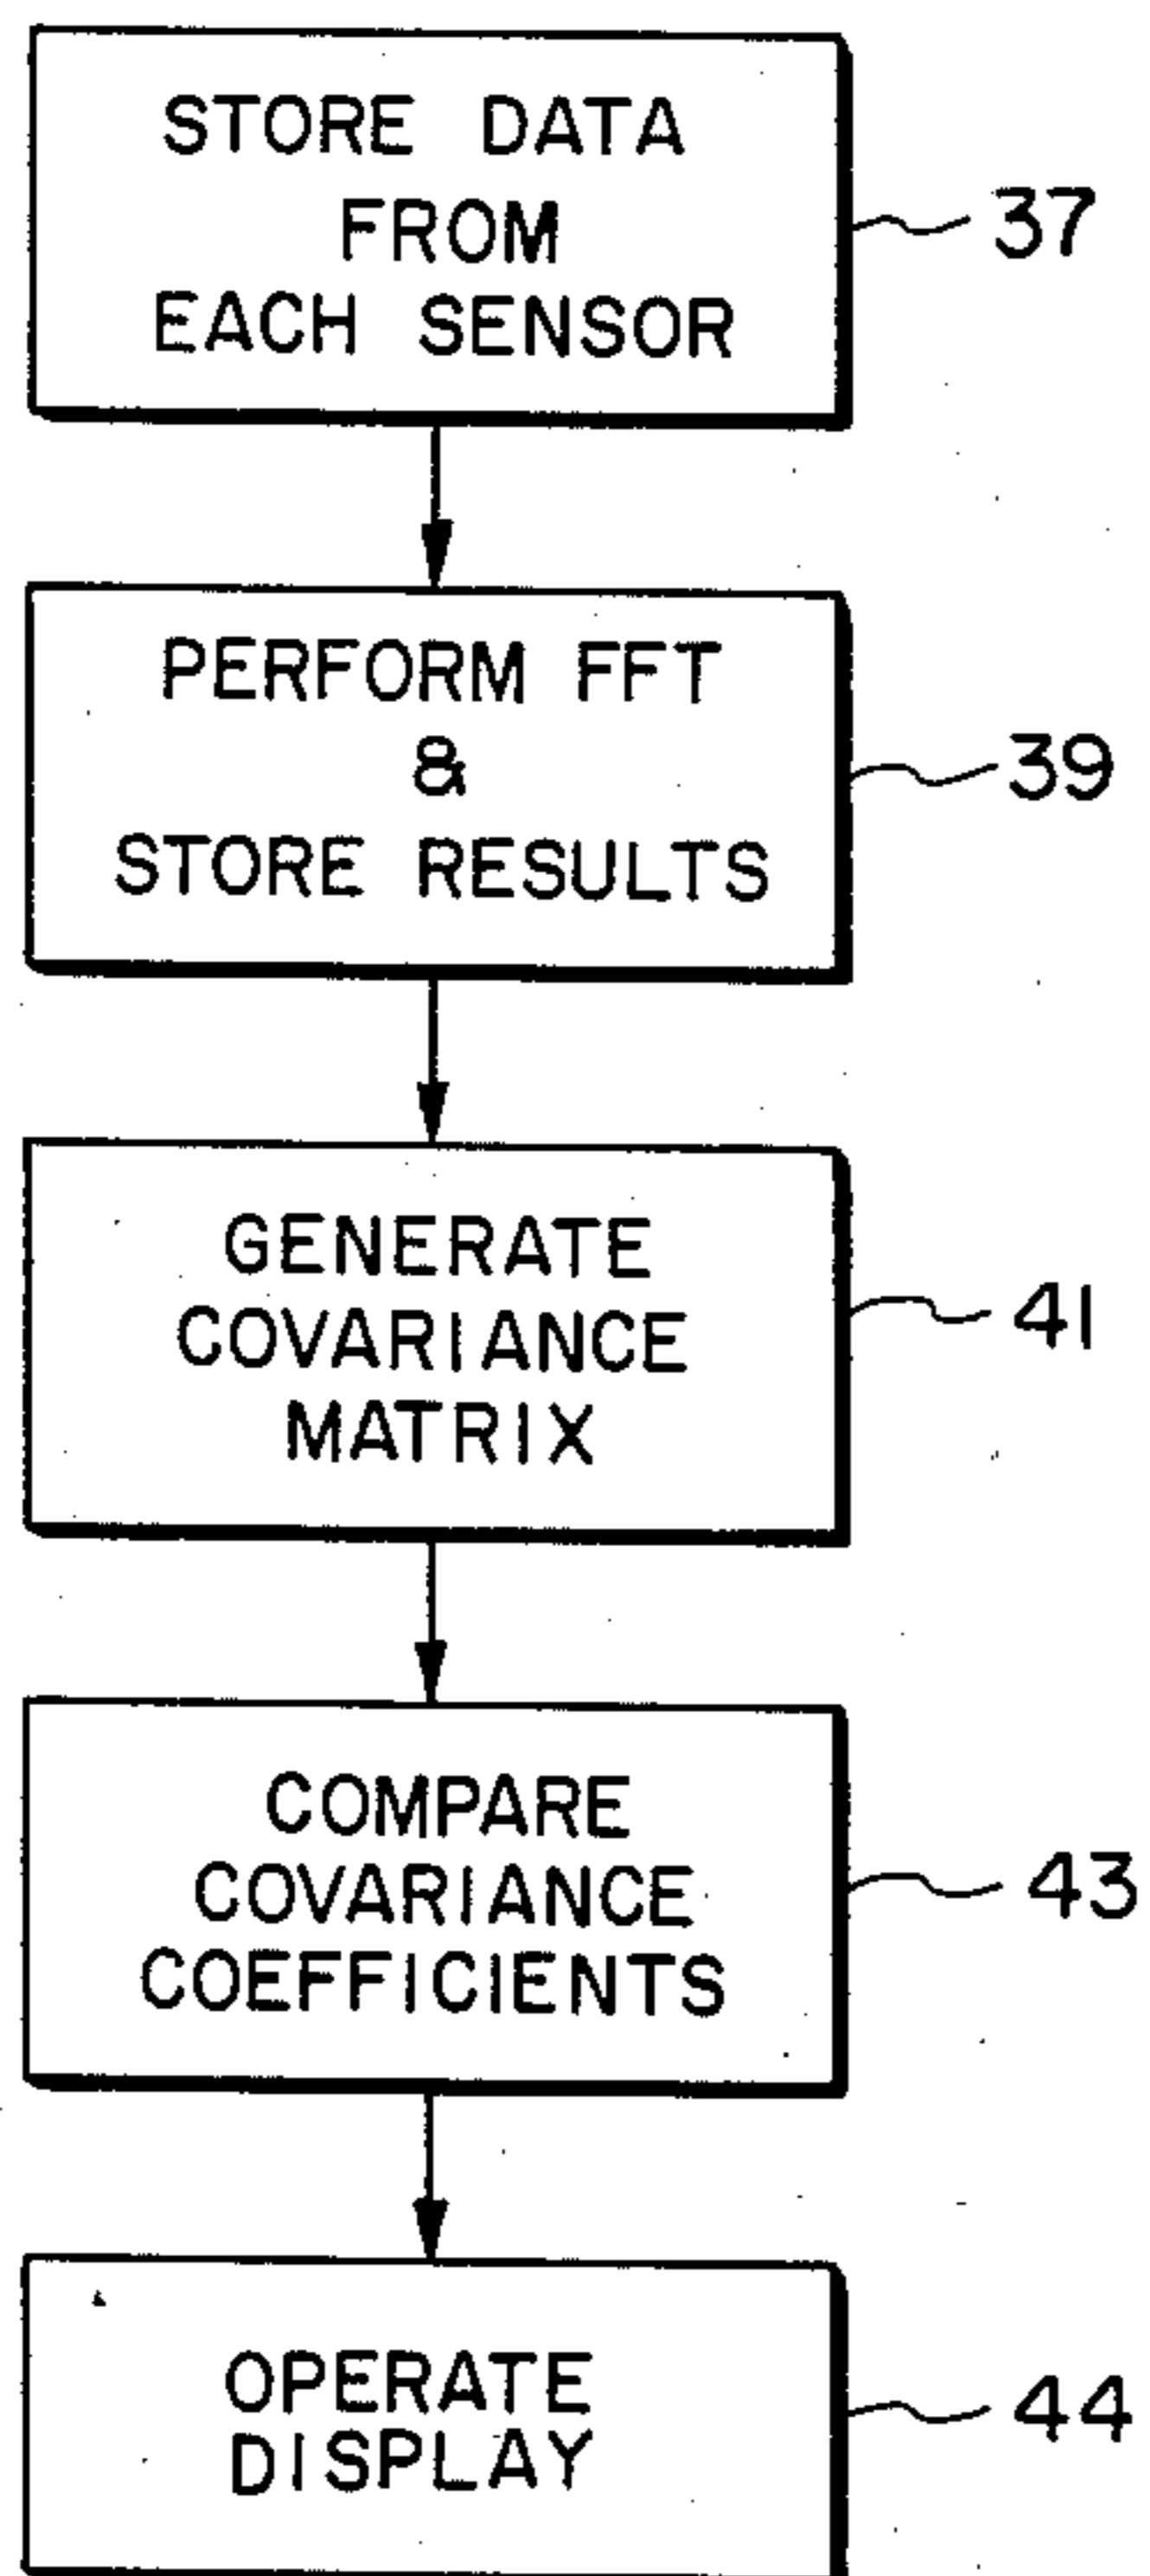 STORE DATA
FROM
EACH SENSOR
37
PERFORM FFT
&
STORE RESULTS
39
GENERATE
COVARIANCE
MATRIX
41
COMPARE
COVARIANCE
COEFFICIENTS
43
OPERATE
DISPLAY
44